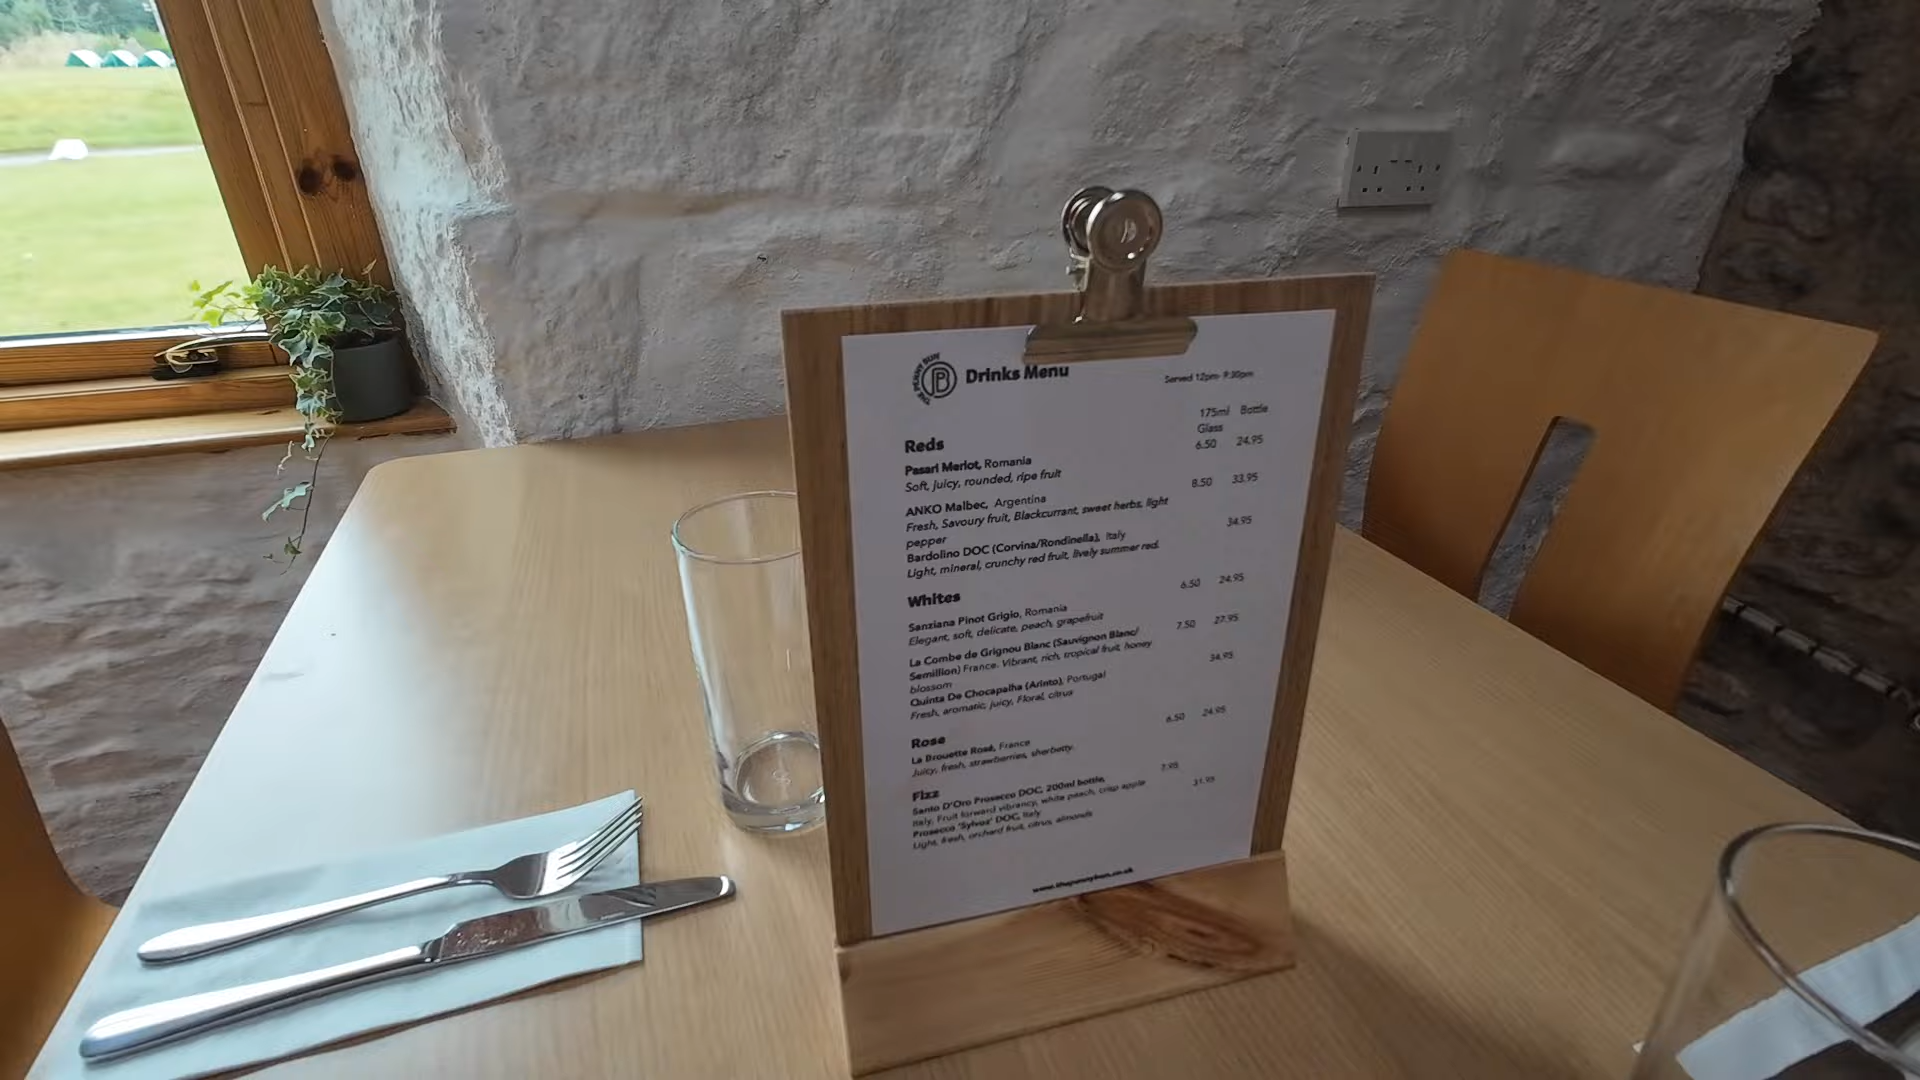 THE PENNY BUN
Drinks Menu
Served 12pm- 9:30pm
175ml Bottle
Glass
Reds
6.50 24.95
Pasari Merlot, Romania
Soft, juicy, rounded, ripe fruit
8.50 33.95
ANKO Malbec, Argentina
Fresh, Savoury fruit, Blackcurrant, sweet herbs, light
pepper
34.95
Bardolino DOC (Corvina/Rondinella), Italy
Light, mineral, crunchy red fruit, lively summer red.
Whites
6.50 24.95
Sanziana Pinot Grigio, Romania
Elegant, soft, delicate, peach, grapefruit
7.50 27.95
La Combe de Grignou Blanc (Sauvignon Blanc/
Semillion) France. Vibrant, rich, tropical fruit, honey
blossom
34.95
Quinta De Chocapalha (Arinto), Portugal
Fresh, aromatic, juicy, Floral, citrus
Rose
6.50 24.95
La Brouette Rosé, France
Juicy, fresh, strawberries, sherbetty.
Fizz
7.95
Santo D'Oro Prosecco DOC, 200ml bottle,
Italy, Fruit forward vibrancy, white peach, crisp apple
31.95
Prosecco 'Sylvoz' DOC, Italy
Light, fresh, orchard fruit, citrus, almonds
www.thepennybun.co.uk